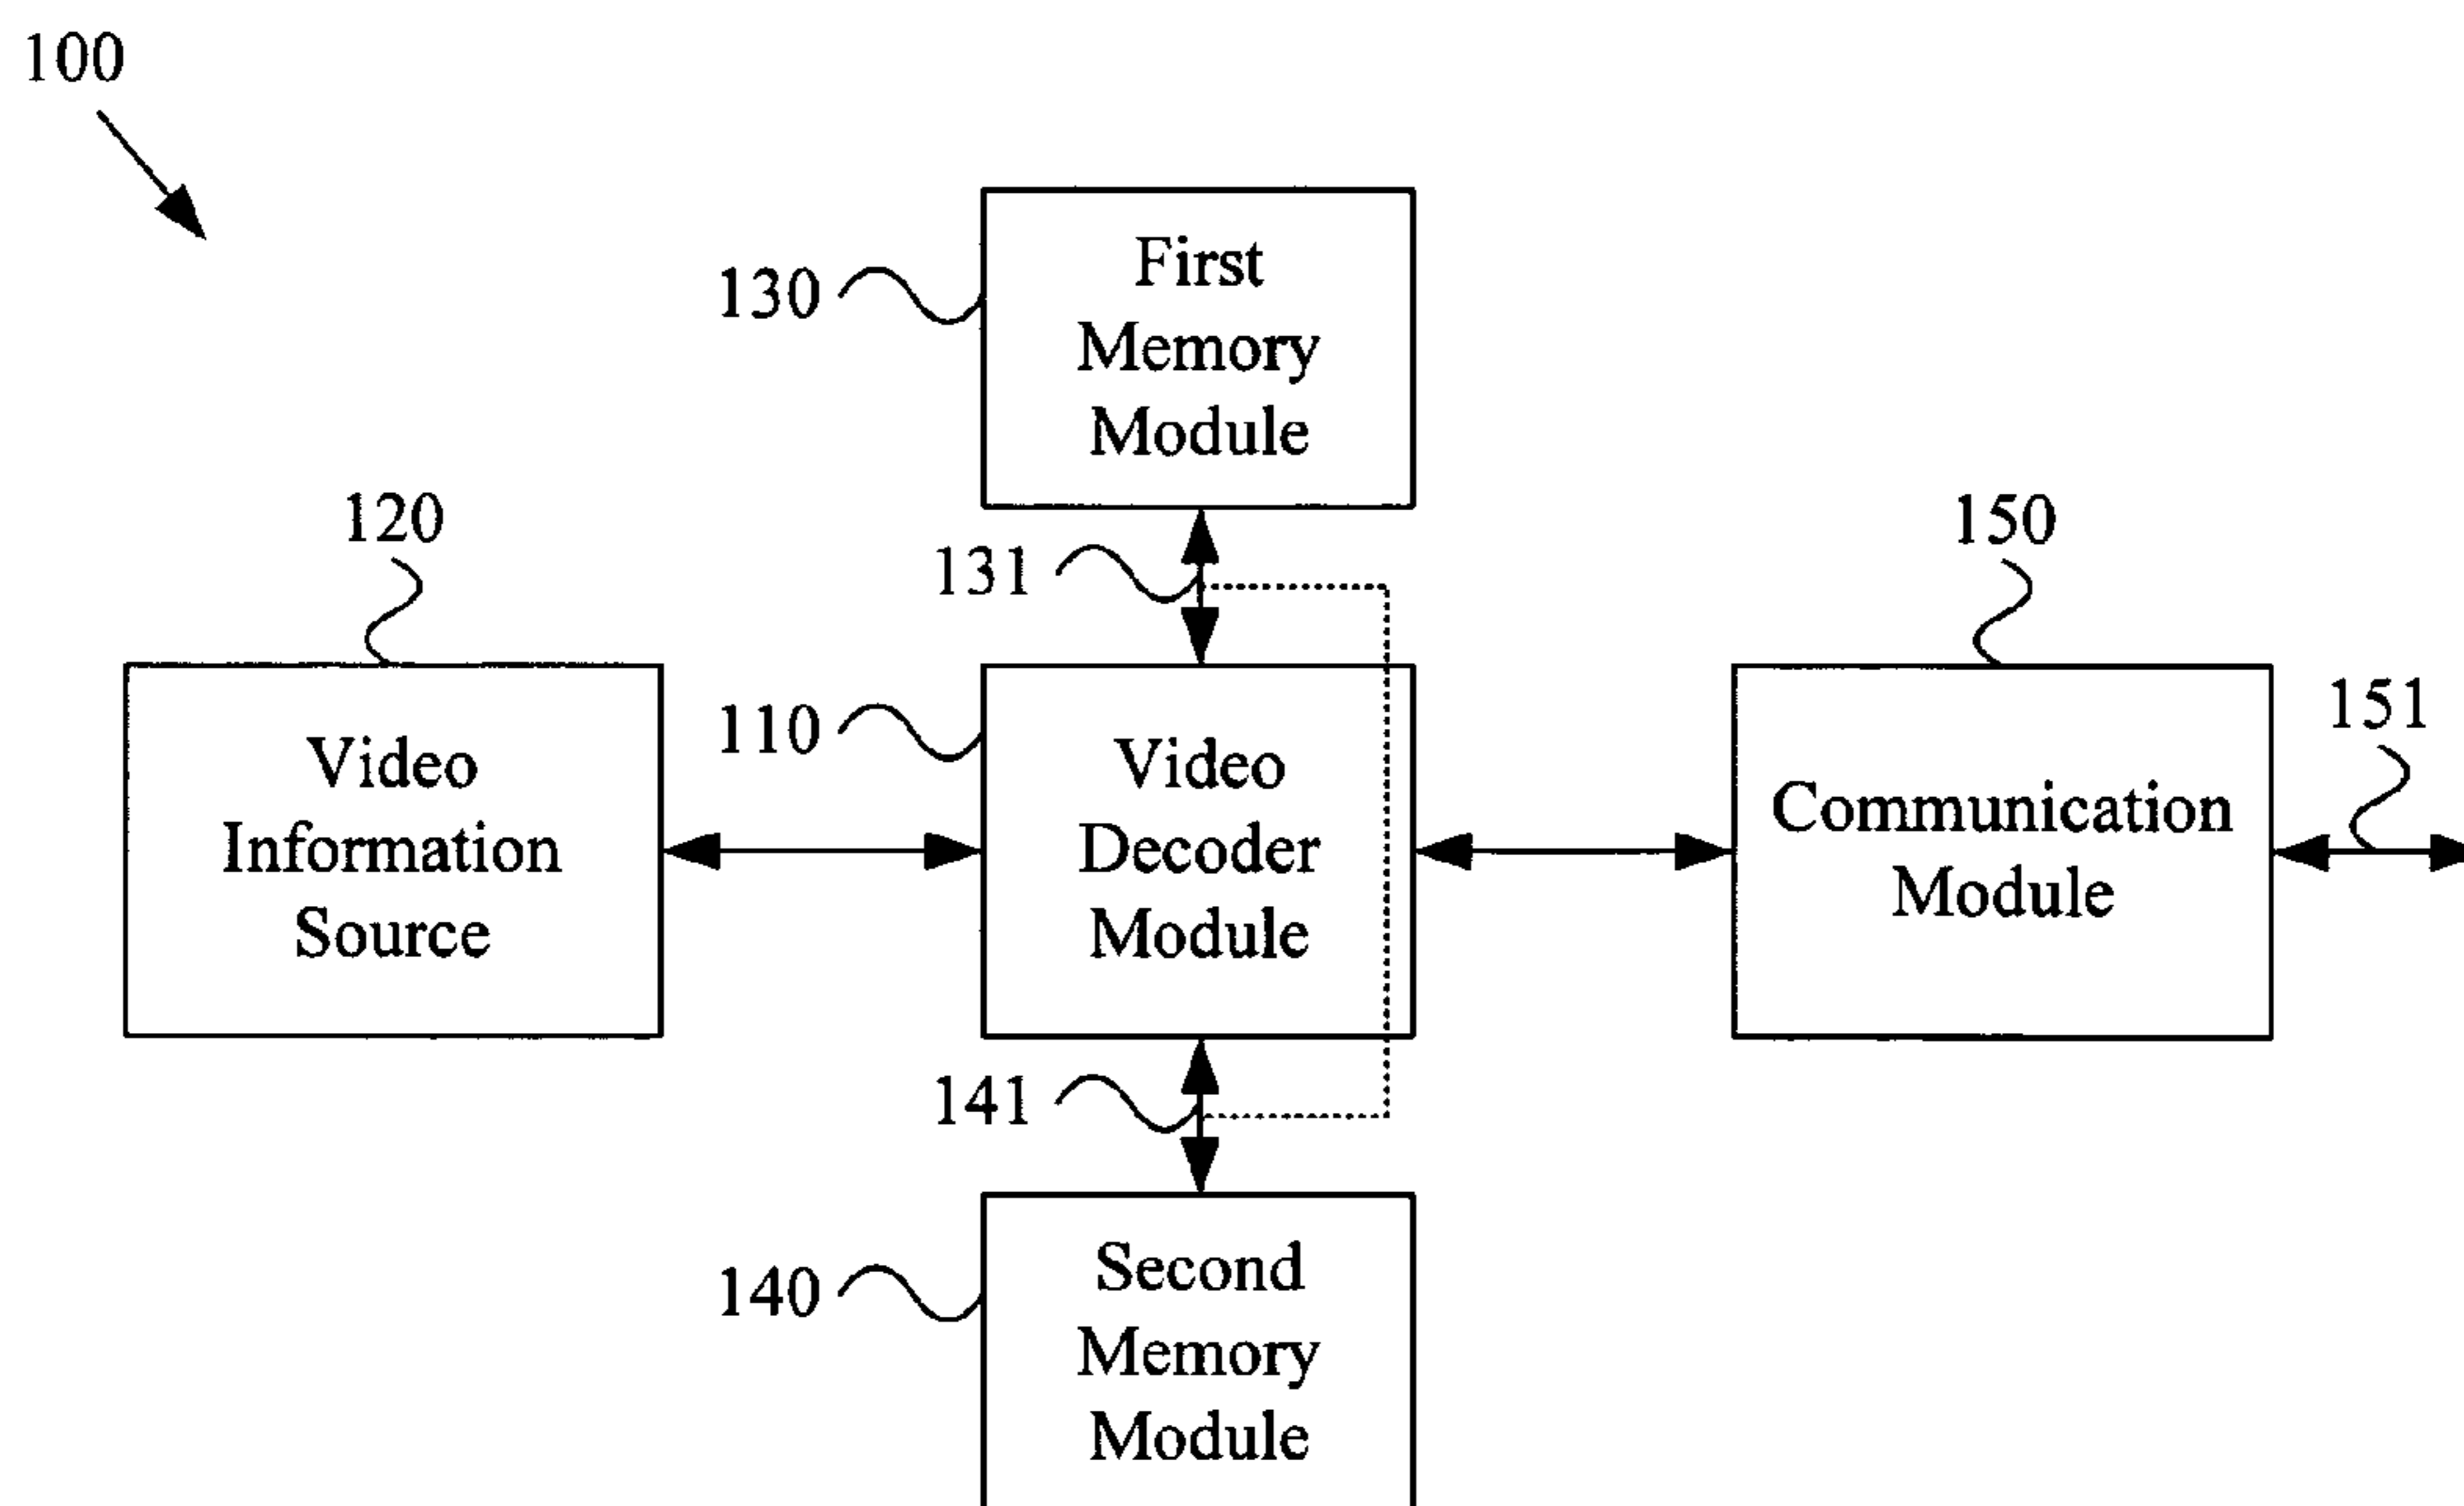 100
First
Memory
Module
130
131
120
150
Video
Information
Source
110
Video
Decoder
Module
Communication
Module
151
141
140
Second
Memory
Module